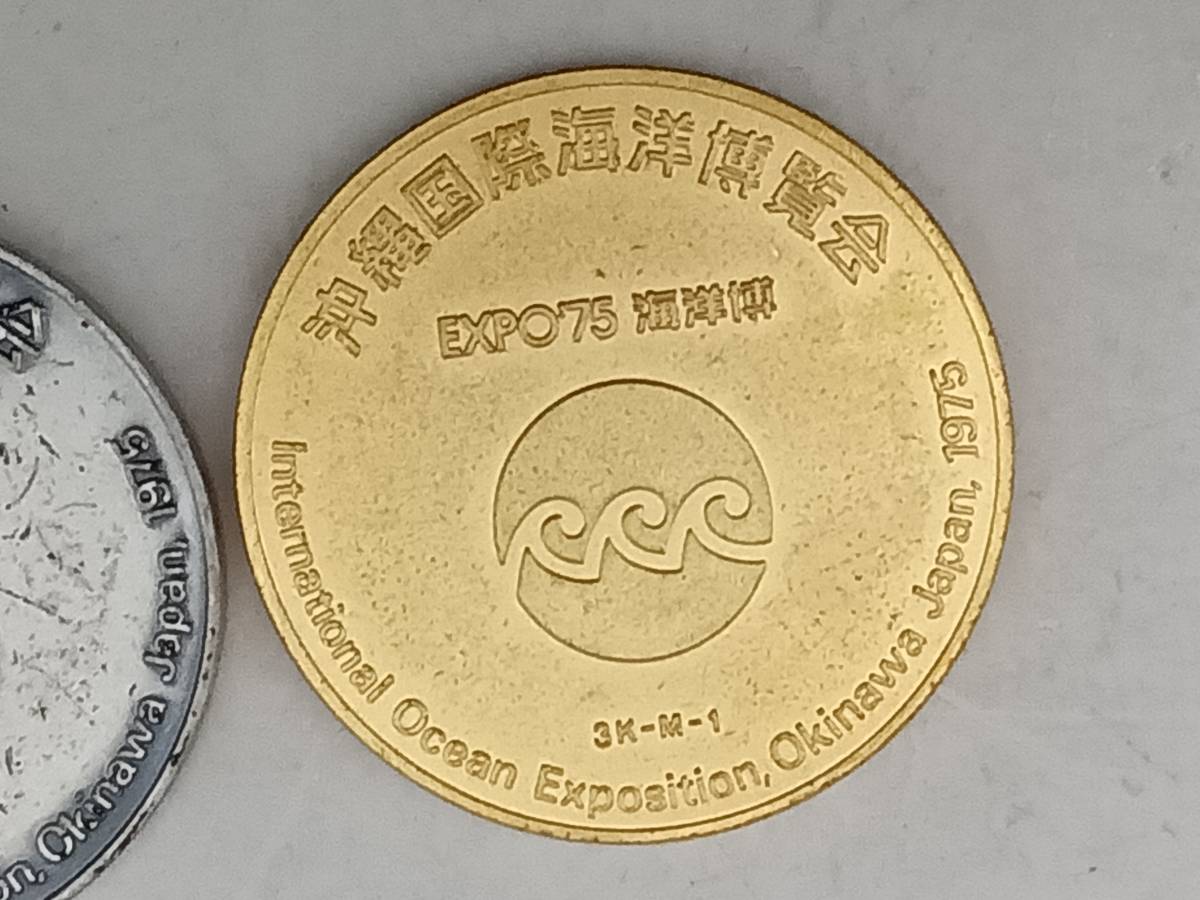 沖縄国際海洋博覧会
EXPO'75 海洋博
3K-M-1
International Ocean Exposition, Okinawa Japan, 1975
会
on, Okinawa Japan, 1975